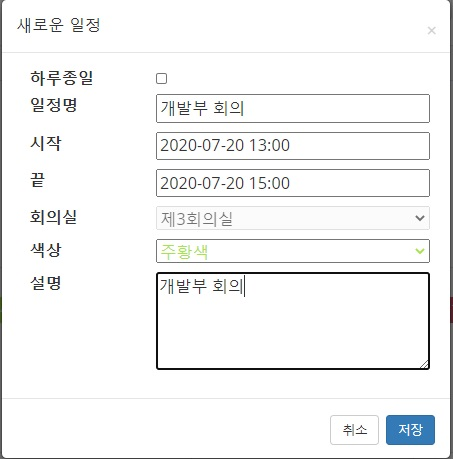 새로운 일정
×
하루종일
일정명 개발부 회의
시작 2020-07-20 13:00
끝 2020-07-20 15:00
회의실 제3회의실
색상 주황색
설명 개발부 회의
취소 저장